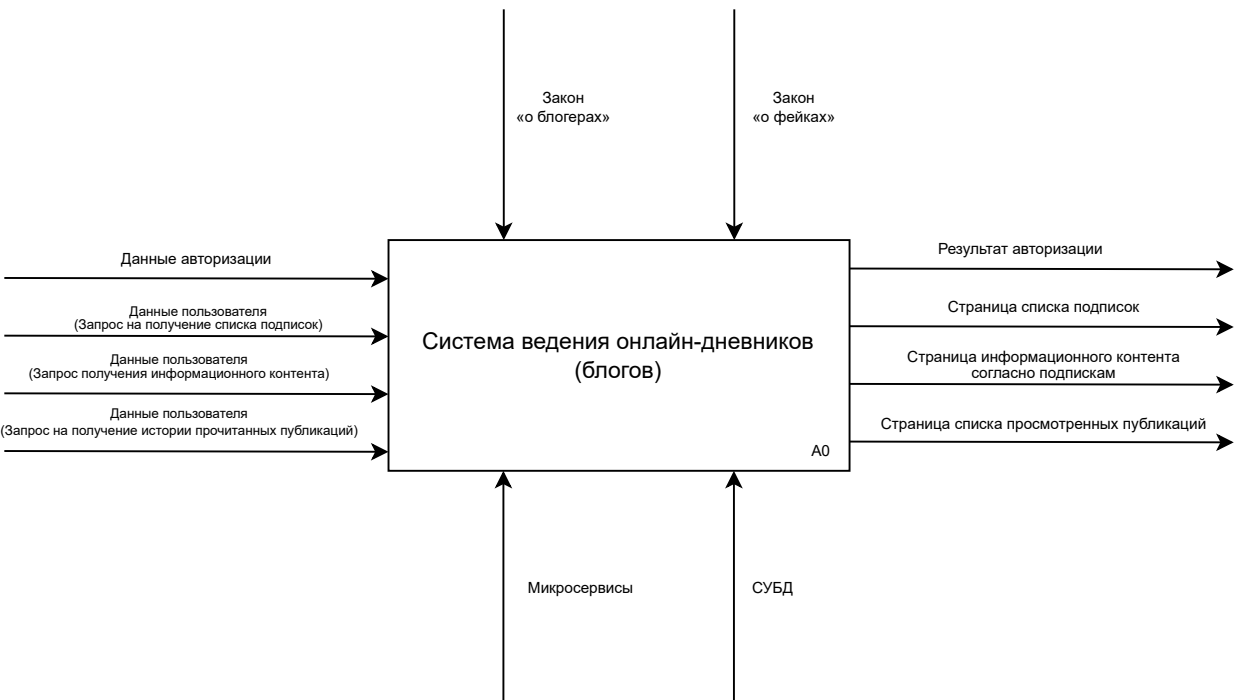 Закон
«о блогерах»
Закон
«о фейках»
Данные авторизации
Данные пользователя
(Запрос на получение списка подписок)
Данные пользователя
(Запрос получения информационного контента)
Данные пользователя
(Запрос на получение истории прочитанных публикаций)
Система ведения онлайн-дневников
(блогов)
A0
Результат авторизации
Страница списка подписок
Страница информационного контента
согласно подпискам
Страница списка просмотренных публикаций
Микросервисы
СУБД